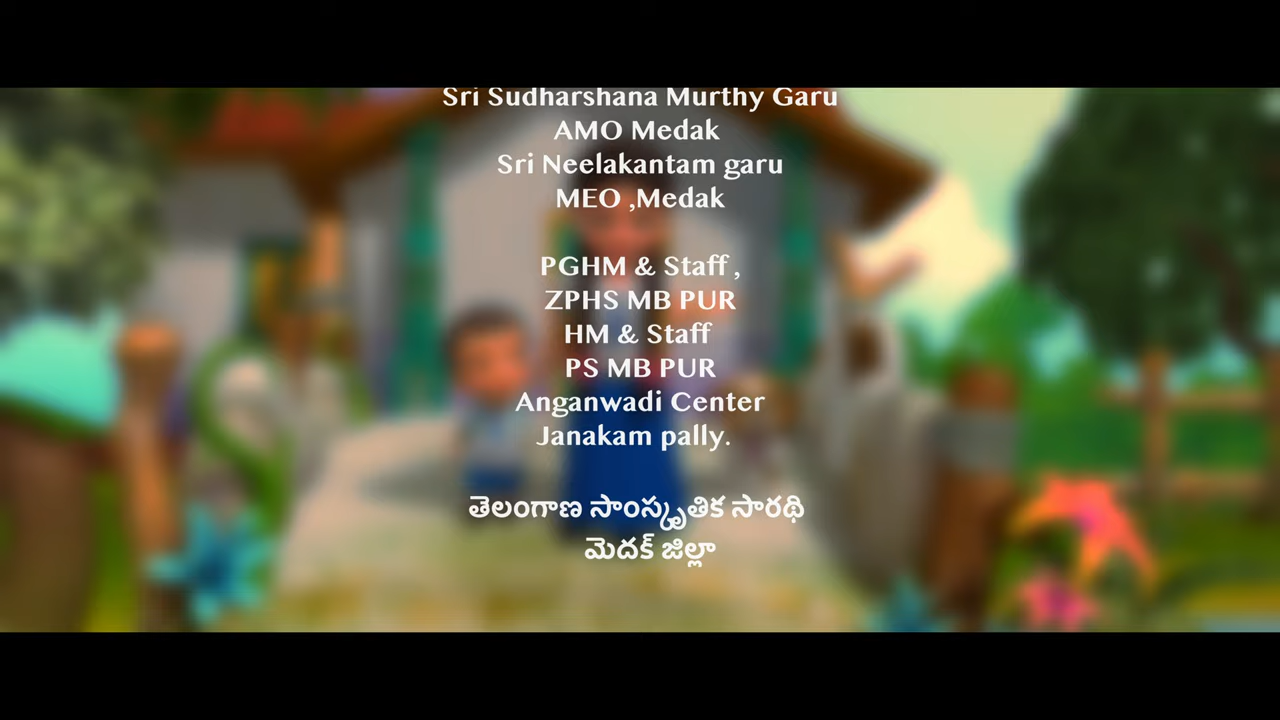 Sri Sudharshana Murthy Garu
AMO Medak
Sri Neelakantam garu
MEO ,Medak
PGHM & Staff ,
ZPHS MB PUR
HM & Staff
PS MB PUR
Anganwadi Center
Janakam pally.
తెలంగాణ సాంస్కృతిక సారథి
మెదక్ జిల్లా